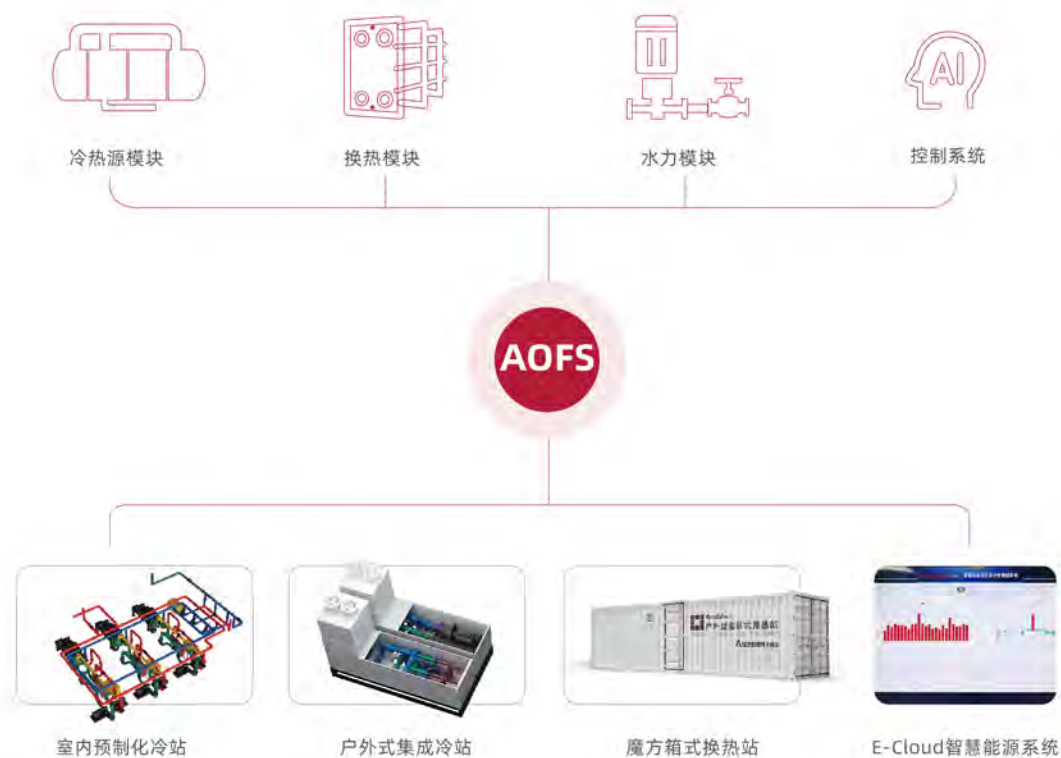 AI
冷热源模块
换热模块
水力模块
控制系统
AOFS
室内预制化冷站
户外式集成冷站
魔方箱式换热站
E-Cloud智慧能源系统